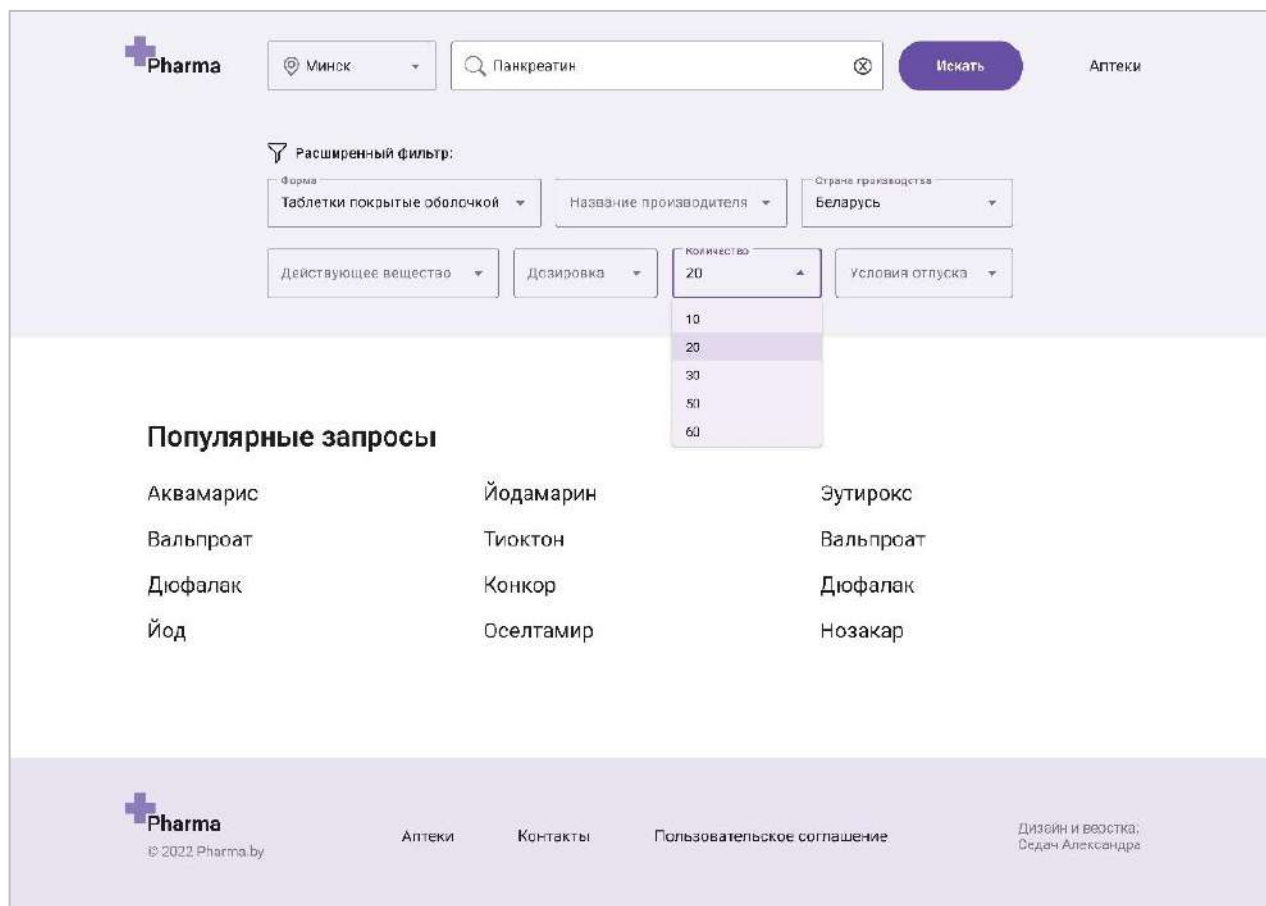 Pharma
Минск
Панкреатин
Искать
Аптеки
Расширенный фильтр:
Форма
Таблетки покрытые оболочкой
Название производителя
Страна производства
Беларусь
Действующее вещество
Дозировка
Количество
20
Условия отпуска
10
20
30
50
60
Популярные запросы
Аквамарис
Йодамарин
Эутирокс
Вальпроат
Тиоктон
Вальпроат
Дюфалак
Конкор
Дюфалак
Йод
Оселтамир
Нозакар
Pharma
© 2022 Pharma.by
Аптеки
Контакты
Пользовательское соглашение
Дизайн и верстка:
Седач Александра